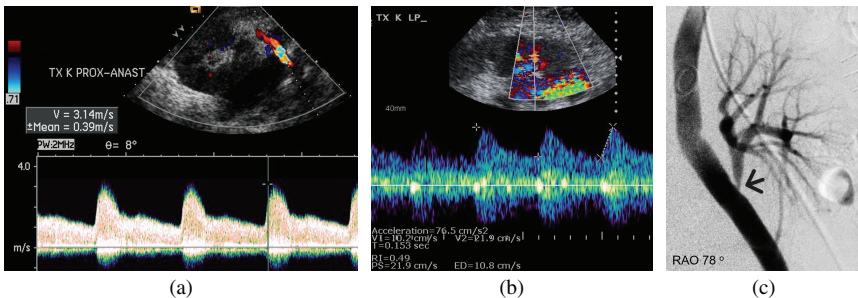 TX K PROX-ANAST
.71
V = 3.14m/s
±Mean = 0.39m/s
PW:2MHz
θ= 8°
4.0
m/s
(a)
TX K LP_
40mm
Acceleration=76.5 cm/s2
V1=10.2cm/s V2=21.9 cm/s
T=0.153 sec
RI=0.49
PS=21.9 cm/s ED=10.8 cm/s
(b)
RAO 78 °
(c)